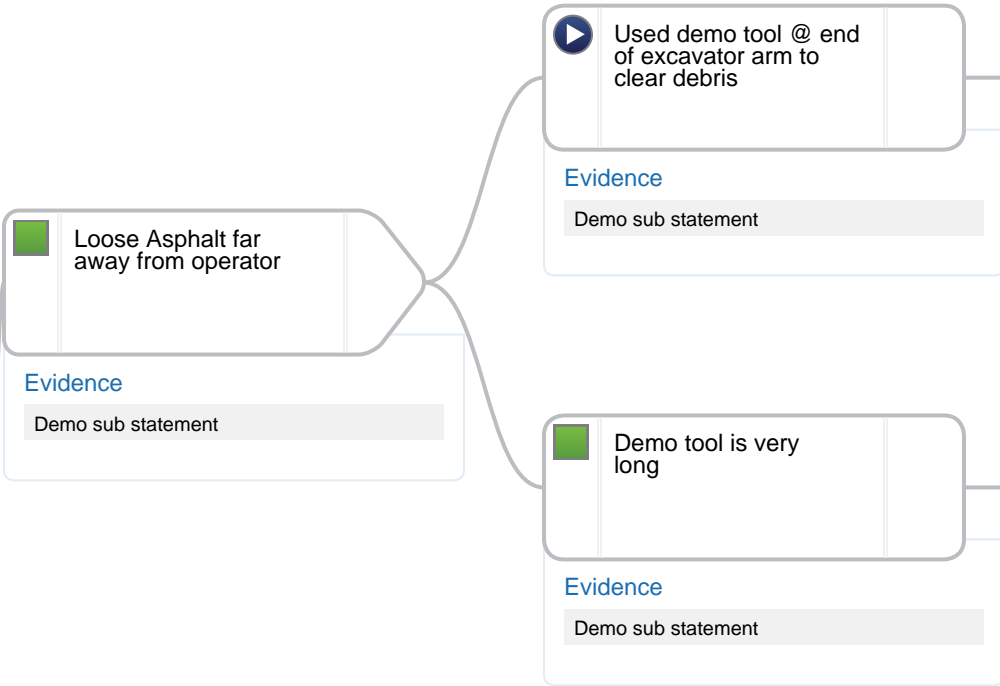 Used demo tool @ end
of excavator arm to
clear debris
Evidence
Demo sub statement
Loose Asphalt far
away from operator
Evidence
Demo sub statement
Demo tool is very
long
Evidence
Demo sub statement